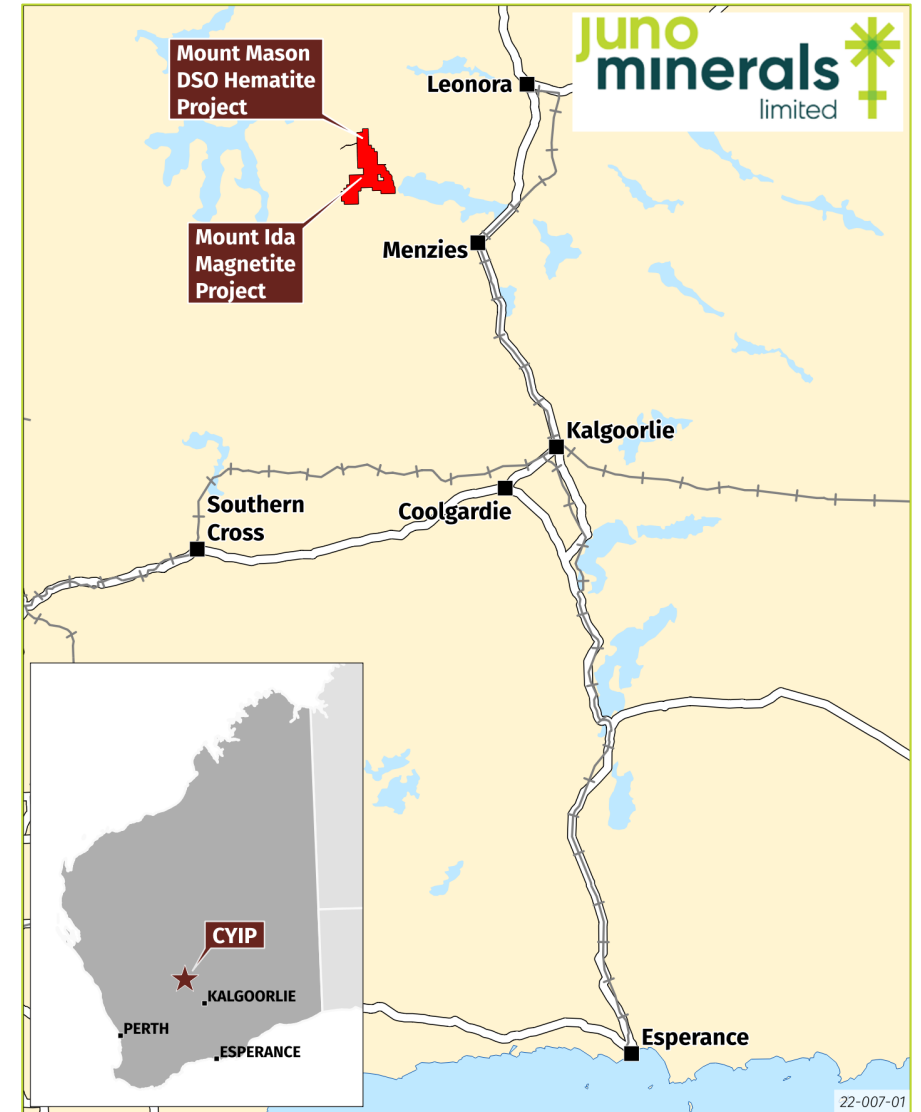 juno
minerals
limited
Mount Mason
DSO Hematite
Project
Leonora
Mount Ida
Magnetite
Project
Menzies
Kalgoorlie
Coolgardie
Southern
Cross
CYIP
KALGOORLIE
PERTH
ESPERANCE
Esperance
22-007-01